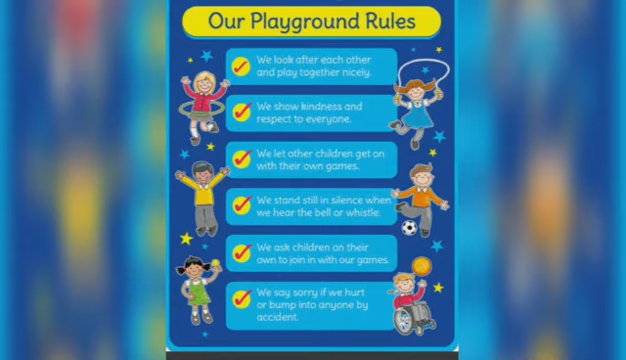 Our Playground Rules
We look after each other
and play together nicely.
We show kindness and
respect to everyone.
We let other children get on
with their own games.
We stand still in silence when
we hear the bell or whistle.
We ask children on their
own to join in with our games.
We say sorry if we hurt
or bump into anyone by
accident.